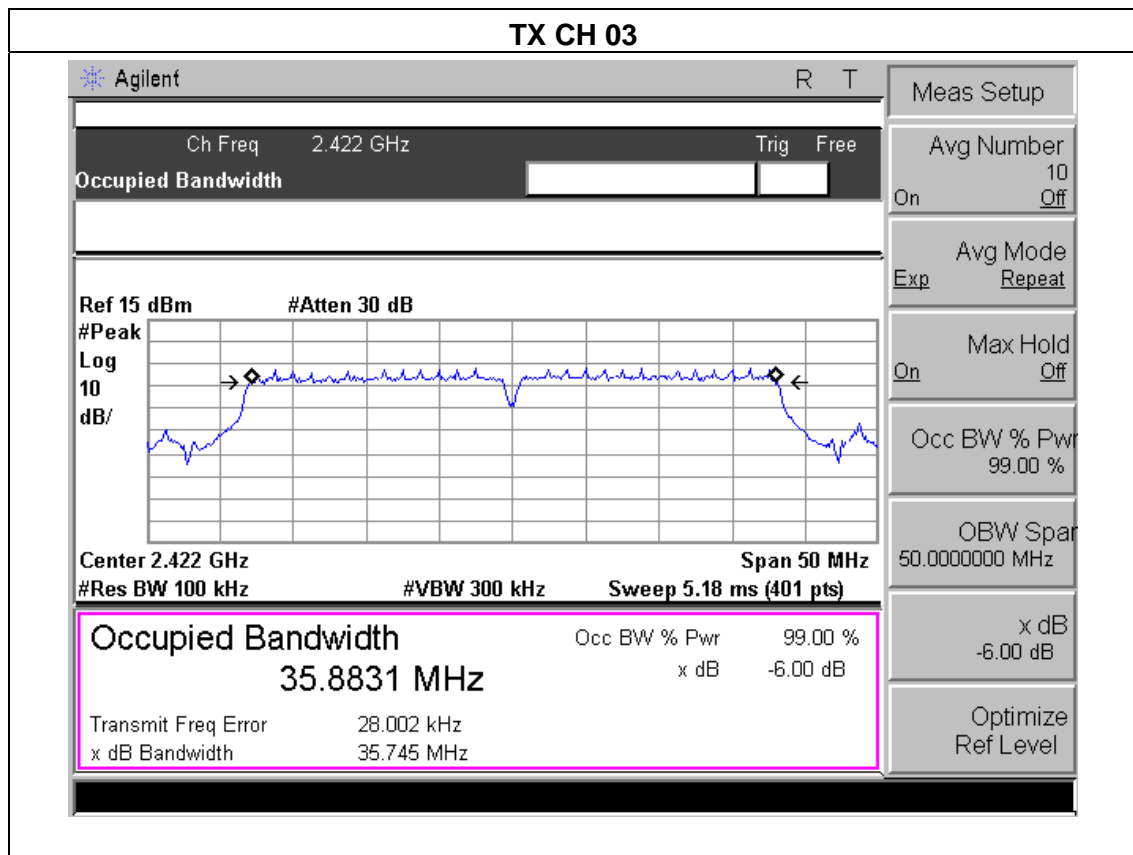 TX CH 03
Agilent R T
Ch Freq 2.422 GHz Trig Free
Occupied Bandwidth
Ref 15 dBm #Atten 30 dB
#Peak
Log
10
dB/
Center 2.422 GHz Span 50 MHz
#Res BW 100 kHz #VBW 300 kHz Sweep 5.18 ms (401 pts)
Occupied Bandwidth Occ BW % Pwr 99.00 %
35.8831 MHz x dB -6.00 dB
Transmit Freq Error 28.002 kHz
x dB Bandwidth 35.745 MHz
Meas Setup
Avg Number
10
On Off
Avg Mode
Exp Repeat
Max Hold
On Off
Occ BW % Pwr
99.00 %
OBW Span
50.0000000 MHz
x dB
-6.00 dB
Optimize
Ref Level